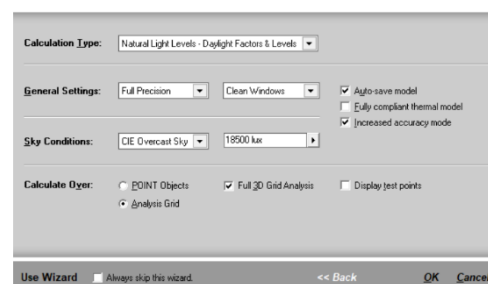 Calculation Type: Natural Light Levels - Daylight Factors & Levels
General Settings: Full Precision Clean Windows Auto-save model
Fully compliant thermal model
Increased accuracy mode
Sky Conditions: CIE Overcast Sky 18500 lux
Calculate Over: POINT Objects Full 3D Grid Analysis Display test points
Analysis Grid
Use Wizard Always skip this wizard. << Back OK Cancel